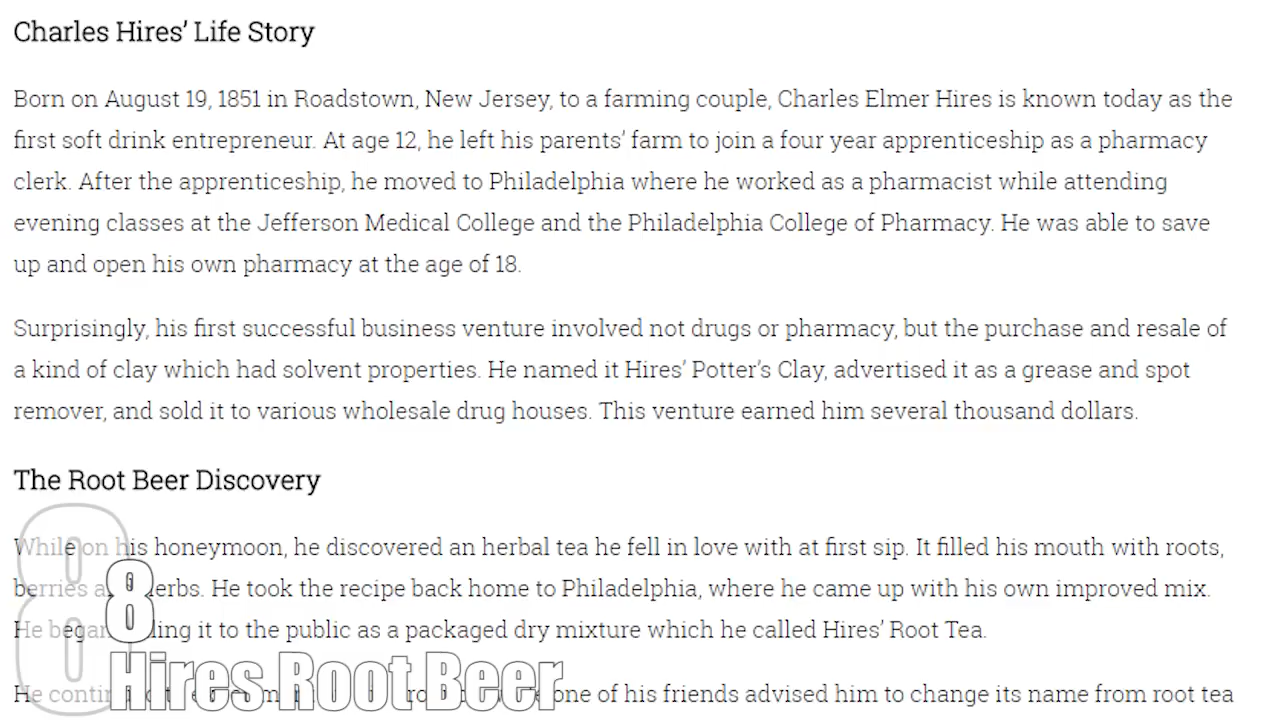 Charles Hires' Life Story
Born on August 19, 1851 in Roadstown, New Jersey, to a farming couple, Charles Elmer Hires is known today as the
first soft drink entrepreneur. At age 12, he left his parents' farm to join a four year apprenticeship as a pharmacy
clerk. After the apprenticeship, he moved to Philadelphia where he worked as a pharmacist while attending
evening classes at the Jefferson Medical College and the Philadelphia College of Pharmacy. He was able to save
up and open his own pharmacy at the age of 18.
Surprisingly, his first successful business venture involved not drugs or pharmacy, but the purchase and resale of
a kind of clay which had solvent properties. He named it Hires' Potter's Clay, advertised it as a grease and spot
remover, and sold it to various wholesale drug houses. This venture earned him several thousand dollars.
The Root Beer Discovery
While on his honeymoon, he discovered an herbal tea he fell in love with at first sip. It filled his mouth with roots,
berries herbs. He took the recipe back home to Philadelphia, where he came up with his own improved mix.
He began it to the public as a packaged dry mixture which he called Hires' Root Tea.
He one of his friends advised him to change its name from root tea
8
8
Hires Root Beer